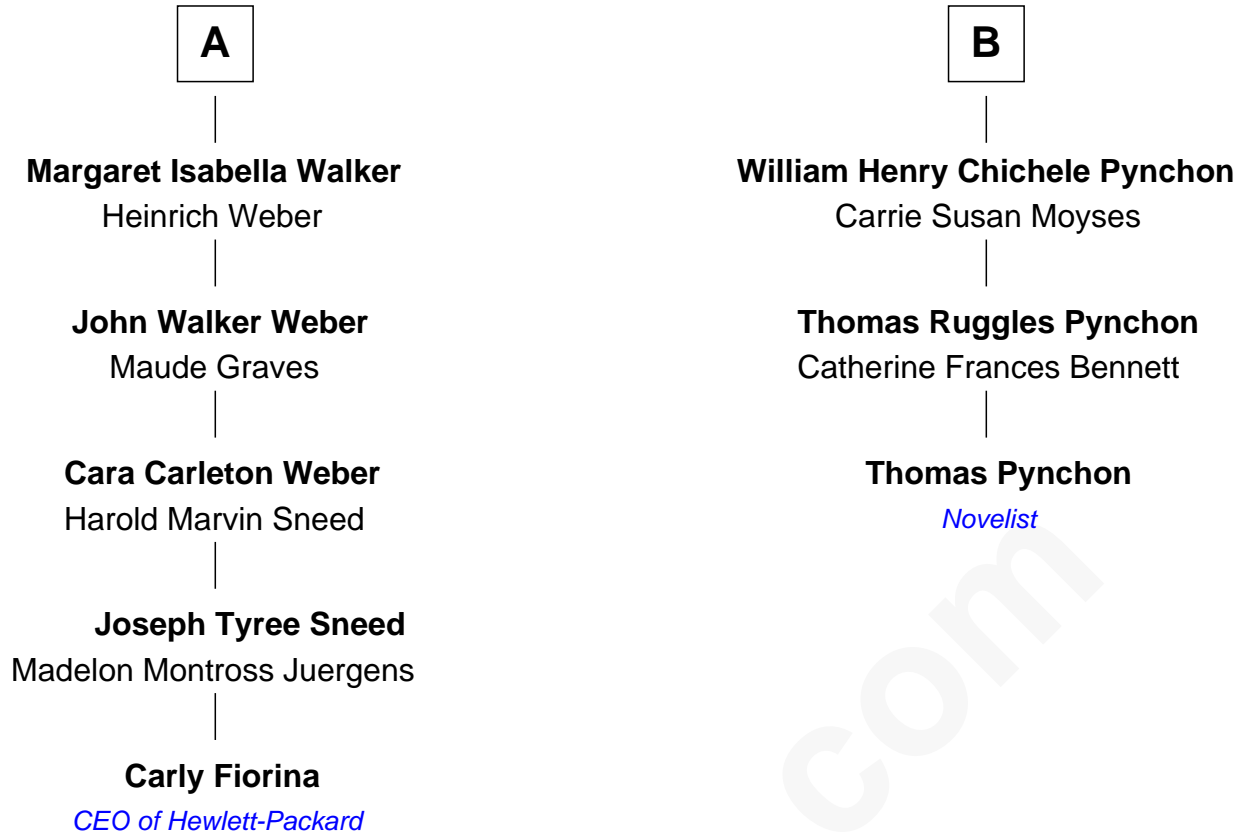 A
Margaret Isabella Walker
Heinrich Weber
John Walker Weber
Maude Graves
Cara Carleton Weber
Harold Marvin Sneed
Joseph Tyree Sneed
Madelon Montross Juergens
Carly Fiorina
CEO of Hewlett-Packard
B
William Henry Chichele Pynchon
Carrie Susan Moyses
Thomas Ruggles Pynchon
Catherine Frances Bennett
Thomas Pynchon
Novelist
com